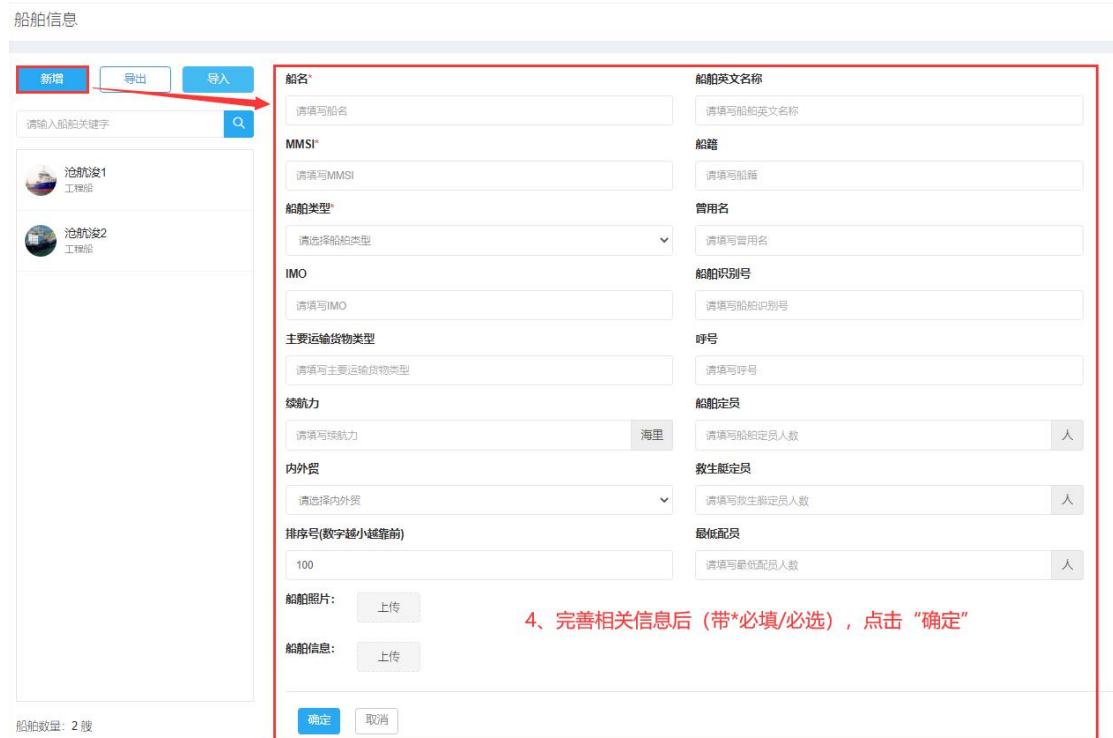 船舶信息
新增 导出 导入
请输入船舶关键字
沧航浚1
工程船
沧航浚2
工程船
船舶数量：2 艘
船名* 船舶英文名称
请填写船名 请填写船舶英文名称
MMSI* 船籍
请填写MMSI 请填写船籍
船舶类型* 曾用名
请选择船舶类型 请填写曾用名
IMO 船舶识别号
请填写IMO 请填写船舶识别号
主要运输货物类型 呼号
请填写主要运输货物类型 请填写呼号
续航力 船舶定员
请填写续航力 海里 请填写船舶定员人数 人
内外贸 救生艇定员
请选择内外贸 请填写救生艇定员人数 人
排序号(数字越小越靠前) 最低配员
100 请填写最低配员人数 人
船舶照片： 上传
4、完善相关信息后（带*必填/必选），点击“确定”
船舶信息： 上传
确定 取消